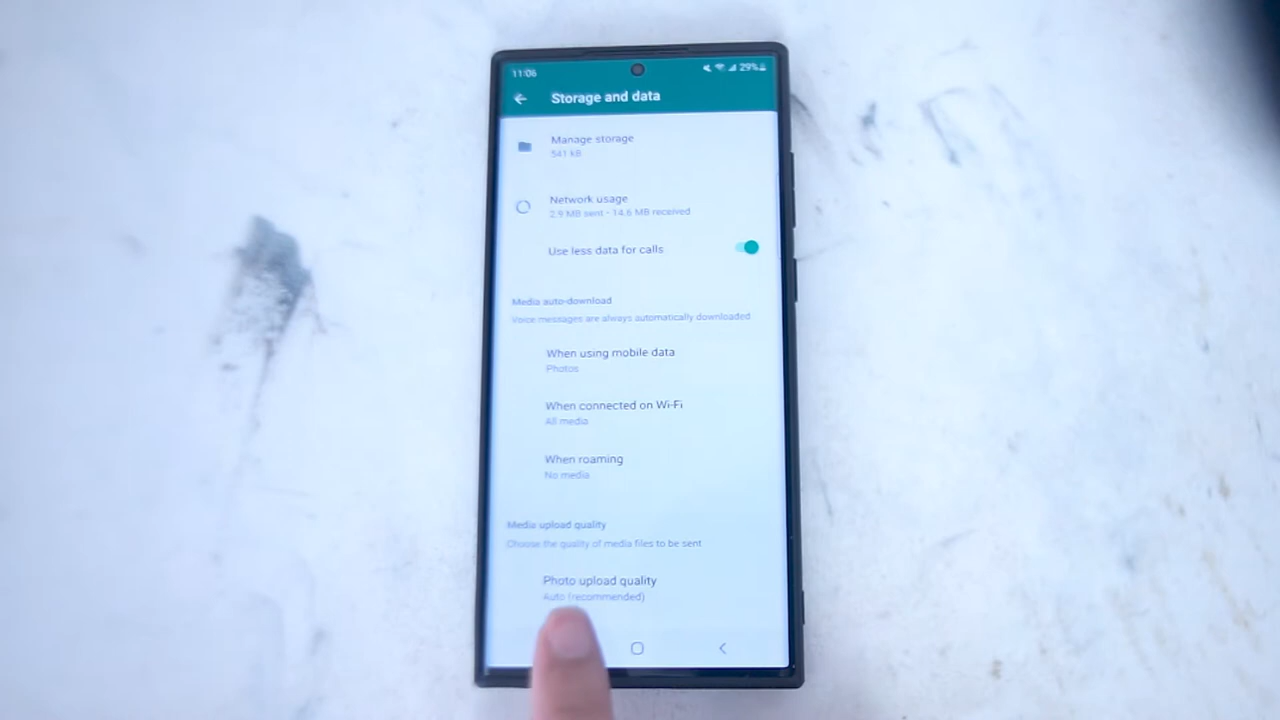 11:06
29%
Storage and data
Manage storage
541 kB
Network usage
2.9 MB sent • 14.6 MB received
Use less data for calls
Media auto-download
Voice messages are always automatically downloaded
When using mobile data
Photos
When connected on Wi-Fi
All media
When roaming
No media
Media upload quality
Choose the quality of media files to be sent
Photo upload quality
Auto (recommended)